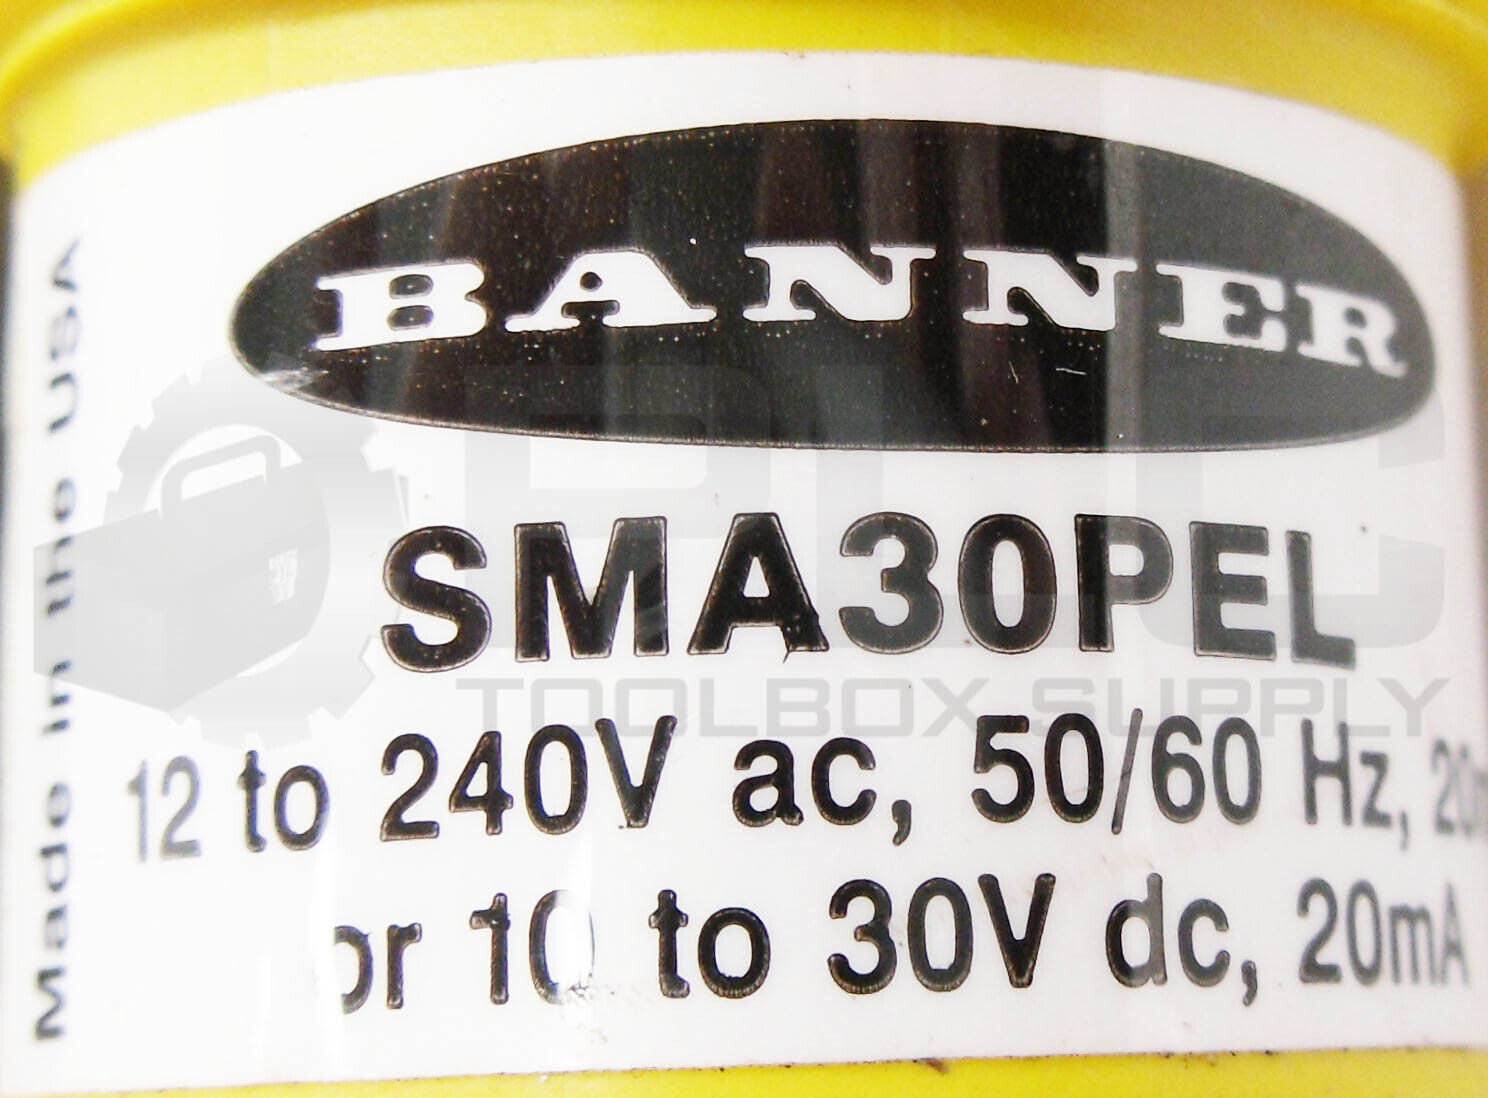 BANNER
SMA30PEL
12 to 240V ac, 50/60 Hz,
or 10 to 30V dc, 20mA
Made in the USA
PLC
TOOLBOX SUPPLY